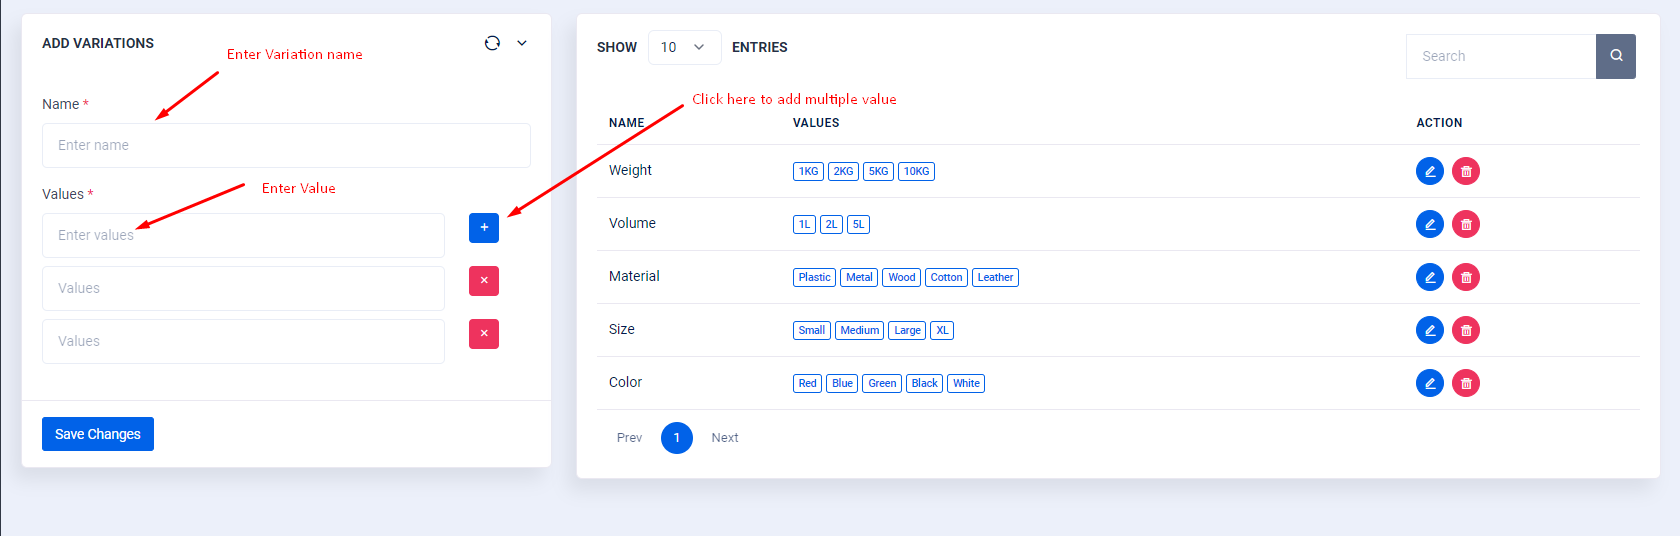 ADD VARIATIONS
Enter Variation name
Name *
Enter name
Values *
Enter Value
Enter values
+
Values
×
Values
×
Save Changes
SHOW 10 ENTRIES
Search
Click here to add multiple value
NAME VALUES ACTION
Weight 1KG 2KG 5KG 10KG
Volume 1L 2L 5L
Material Plastic Metal Wood Cotton Leather
Size Small Medium Large XL
Color Red Blue Green Black White
Prev 1 Next